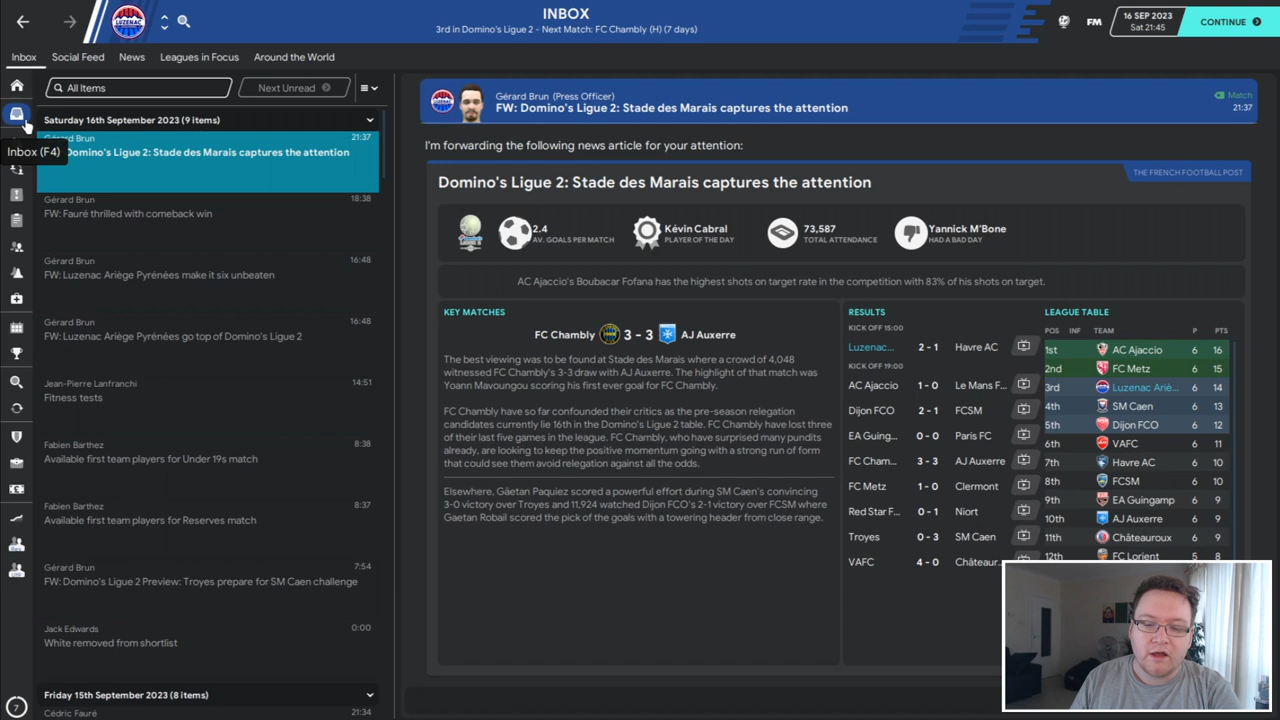 INBOX
3rd in Domino's Ligue 2 - Next Match: FC Chambly (H) (7 days)
FM
16 SEP 2023
Sat 21:45
CONTINUE
Inbox
Social Feed
News
Leagues in Focus
Around the World
All Items
Next Unread
Saturday 16th September 2023 (9 items)
Gérard Brun
21:37
Domino's Ligue 2: Stade des Marais captures the attention
Inbox (F4)
Gérard Brun
18:38
FW: Fauré thrilled with comeback win
Gérard Brun
16:48
FW: Luzenac Ariège Pyrénées make it six unbeaten
Gérard Brun
16:48
FW: Luzenac Ariège Pyrénées go top of Domino's Ligue 2
Jean-Pierre Lanfranchi
14:51
Fitness tests
Fabien Barthez
8:38
Available first team players for Under 19s match
Fabien Barthez
8:37
Available first team players for Reserves match
Gérard Brun
7:54
FW: Domino's Ligue 2 Preview: Troyes prepare for SM Caen challenge
Jack Edwards
0:00
White removed from shortlist
Friday 15th September 2023 (8 items)
Cédric Fauré
21:34
7
Gérard Brun (Press Officer)
FW: Domino's Ligue 2: Stade des Marais captures the attention
Match
21:37
I'm forwarding the following news article for your attention:
THE FRENCH FOOTBALL POST
Domino's Ligue 2: Stade des Marais captures the attention
2.4
AV. GOALS PER MATCH
Kévin Cabral
PLAYER OF THE DAY
73,587
TOTAL ATTENDANCE
Yannick M'Bone
HAD A BAD DAY
AC Ajaccio's Boubacar Fofana has the highest shots on target rate in the competition with 83% of his shots on target.
KEY MATCHES
FC Chambly 3 - 3 AJ Auxerre
The best viewing was to be found at Stade des Marais where a crowd of 4,048
witnessed FC Chambly's 3-3 draw with AJ Auxerre. The highlight of that match was
Yoann Mavoungou scoring his first ever goal for FC Chambly.
FC Chambly have so far confounded their critics as the pre-season relegation
candidates currently lie 16th in the Domino's Ligue 2 table. FC Chambly have lost three
of their last five games in the league. FC Chambly, who have surprised many pundits
already, are looking to keep the positive momentum going with a strong run of form
that could see them avoid relegation against all the odds.
Elsewhere, Gäetan Paquiez scored a powerful effort during SM Caen's convincing
3-0 victory over Troyes and 11,924 watched Dijon FCO's 2-1 victory over FCSM where
Gaetan Robail scored the pick of the goals with a towering header from close range.
RESULTS
KICK OFF 15:00
Luzenac... 2 - 1 Havre AC
KICK OFF 19:00
AC Ajaccio 1 - 0 Le Mans F...
Dijon FCO 2 - 1 FCSM
EA Guing... 0 - 0 Paris FC
FC Cham... 3 - 3 AJ Auxerre
FC Metz 1 - 0 Clermont
Red Star F... 0 - 1 Niort
Troyes 0 - 3 SM Caen
VAFC 4 - 0 Châteaur...
LEAGUE TABLE
POS INF TEAM P PTS
1st AC Ajaccio 6 16
2nd FC Metz 6 15
3rd Luzenac Ariè... 6 14
4th SM Caen 6 13
5th Dijon FCO 6 12
6th VAFC 6 11
7th Havre AC 6 10
8th FCSM 6 10
9th EA Guingamp 6 9
10th AJ Auxerre 6 9
11th Châteauroux 6 9
12th FC Lorient 5 8